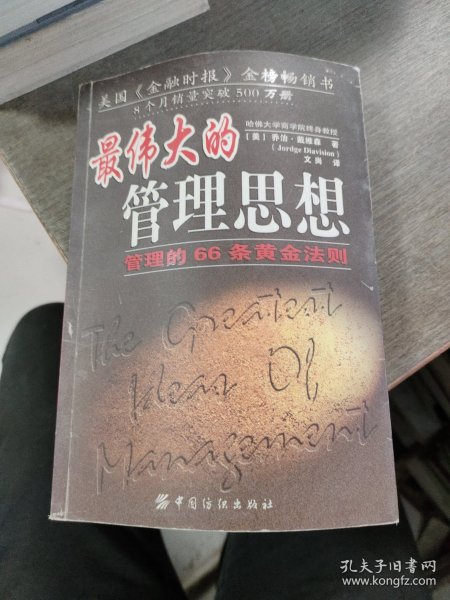 美国《金融时报》金榜畅销书
8个月销量突破500万册
哈佛大学商学院终身教授
[美] 乔治·戴维森 著
(Jordge Diavision)
文岗 译
最伟大的
管理思想
管理的 66 条黄金法则
The Greatest
Ideas Of
Management
中国纺织出版社
孔夫子旧书网
www.kongfz.com